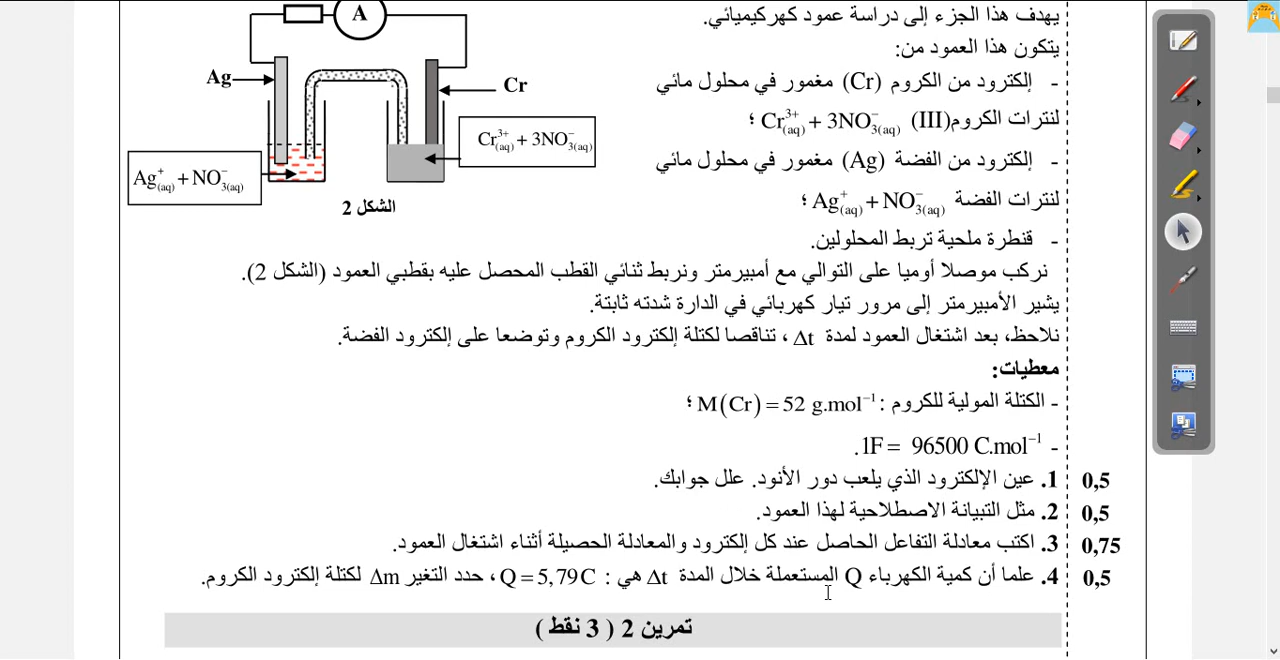 يهدف هذا الجزء إلى دراسة عمود كهركيميائي.
يتكون هذا العمود من:
- إلكترود من الكروم (Cr) مغمور في محلول مائي
لنترات الكروم(III) Cr³⁺(aq) + 3NO₃⁻(aq) ؛
- إلكترود من الفضة (Ag) مغمور في محلول مائي
لنترات الفضة Ag⁺(aq) + NO₃⁻(aq) ؛
- قنطرة ملحية تربط المحلولين.
A
Ag
Cr
Cr³⁺(aq) + 3NO₃⁻(aq)
Ag⁺(aq) + NO₃⁻(aq)
الشكل 2
نركب موصلا أوميا على التوالي مع أمبيرمتر ونربط ثنائي القطب المحصل عليه بقطبي العمود (الشكل 2).
يشير الأمبيرمتر إلى مرور تيار كهربائي في الدارة شدته ثابتة.
نلاحظ، بعد اشتغال العمود لمدة Δt ، تناقصا لكتلة إلكترود الكروم وتوضعا على إلكترود الفضة.
معطيات:
- الكتلة المولية للكروم : M(Cr) = 52 g.mol⁻¹ ؛
- 1F = 96500 C.mol⁻¹ .
0,5 1. عين الإلكترود الذي يلعب دور الأنود. علل جوابك.
0,5 2. مثل التبيانة الاصطلاحية لهذا العمود.
0,75 3. اكتب معادلة التفاعل الحاصل عند كل إلكترود والمعادلة الحصيلة أثناء اشتغال العمود.
0,5 4. علما أن كمية الكهرباء Q المستعملة خلال المدة Δt هي : Q = 5,79 C ، حدد التغير Δm لكتلة إلكترود الكروم.
تمرين 2 ( 3 نقط )